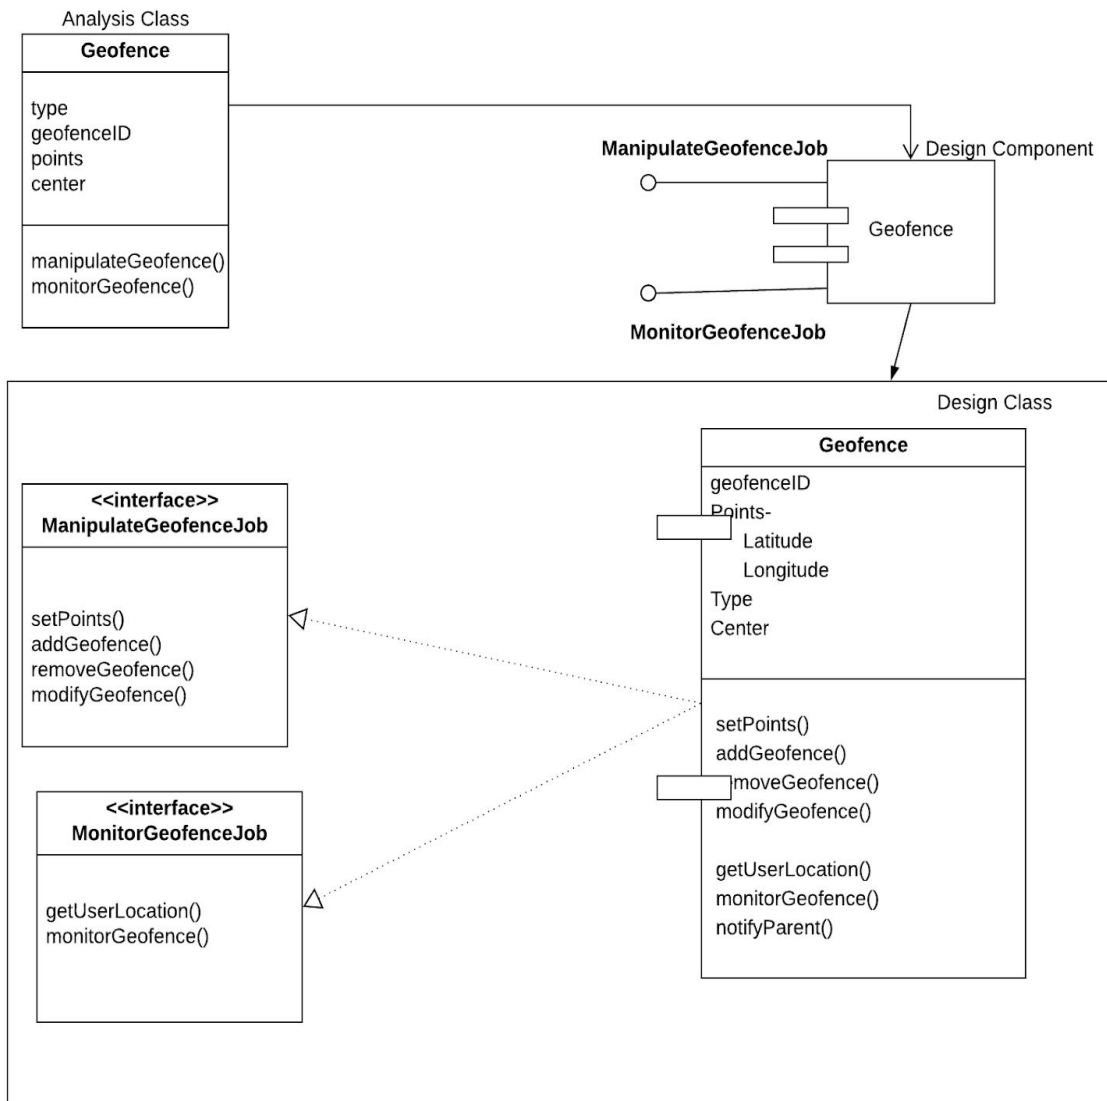 Analysis Class
Geofence
type
geofenceID
points
center
manipulateGeofence()
monitorGeofence()
ManipulateGeofenceJob
Design Component
Geofence
MonitorGeofenceJob
Design Class
<<interface>>
ManipulateGeofenceJob
setPoints()
addGeofence()
removeGeofence()
modifyGeofence()
<<interface>>
MonitorGeofenceJob
getUserLocation()
monitorGeofence()
Geofence
geofenceID
Points-
Latitude
Longitude
Type
Center
setPoints()
addGeofence()
removeGeofence()
modifyGeofence()
getUserLocation()
monitorGeofence()
notifyParent()